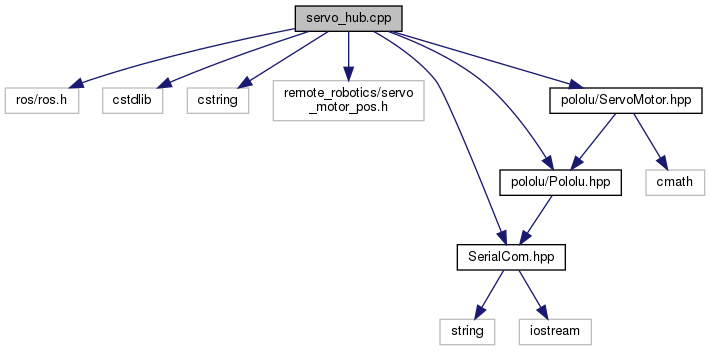 servo_hub.cpp
ros/ros.h
cstdlib
cstring
remote_robotics/servo
_motor_pos.h
pololu/ServoMotor.hpp
pololu/Pololu.hpp
cmath
SerialCom.hpp
string
iostream